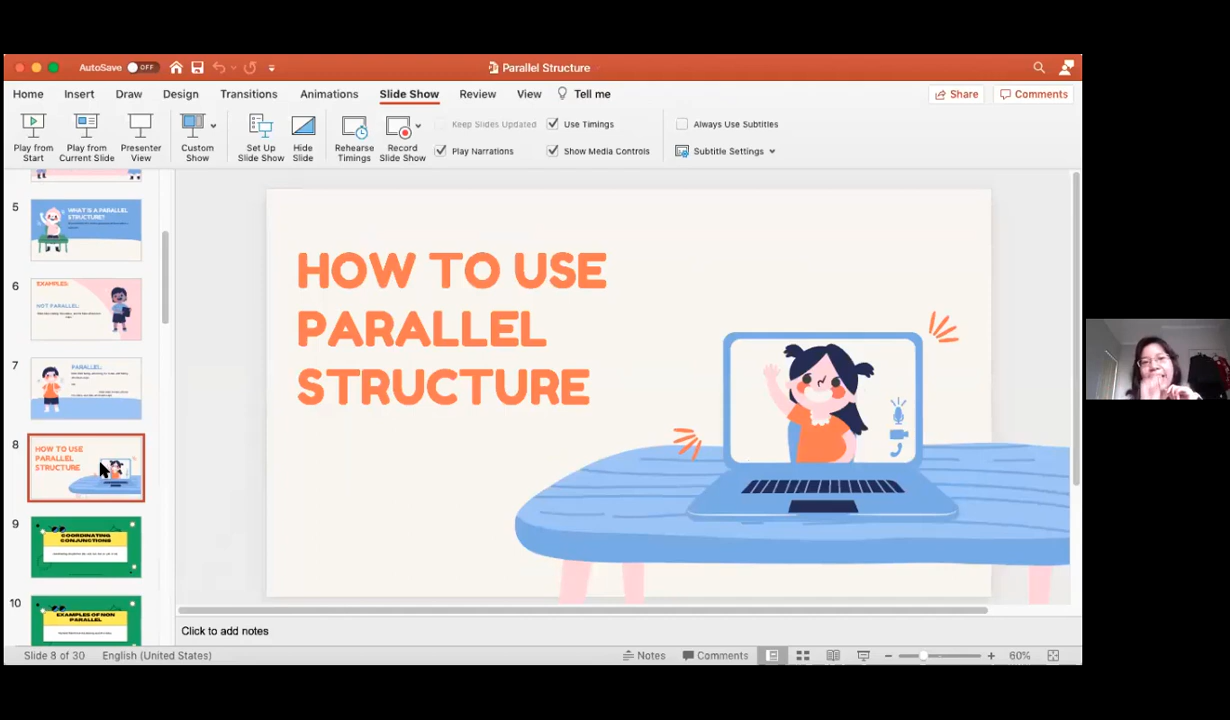 AutoSave OFF
Parallel Structure
Home Insert Draw Design Transitions Animations Slide Show Review View Tell me Share Comments
Play from Start
Play from Current Slide
Presenter View
Custom Show
Set Up Slide Show
Hide Slide
Rehearse Timings
Record Slide Show
Keep Slides Updated
Use Timings
Always Use Subtitles
Play Narrations
Show Media Controls
Subtitle Settings
5
WHAT'S A PARALLEL
STRUCTURE?
6
EXAMPLES:
NOT PARALLEL:
7
PARALLEL:
8
HOW TO USE
PARALLEL
STRUCTURE
9
COORDINATING
CONJUNCTIONS
10
EXAMPLES OF NON
PARALLEL
HOW TO USE
PARALLEL
STRUCTURE
Click to add notes
Slide 8 of 30 English (United States) Notes Comments 60%